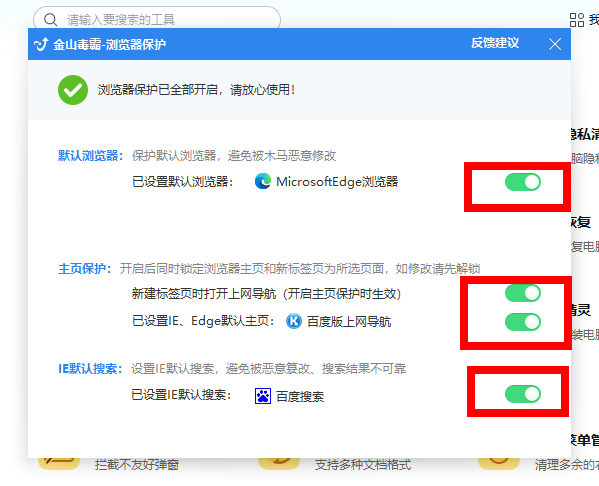 请输入要搜索的工具
我
金山毒霸-浏览器保护
反馈建议
浏览器保护已全部开启，请放心使用！
默认浏览器：保护默认浏览器，避免被木马恶意修改
已设置默认浏览器：
MicrosoftEdge浏览器
主页保护：开启后同时锁定浏览器主页和新标签页为所选页面，如修改请先解锁
新建标签页时打开上网导航（开启主页保护时生效）
已设置IE、Edge默认主页：
百度版上网导航
IE默认搜索：设置IE默认搜索，避免被恶意篡改、搜索结果不可靠
已设置IE默认搜索：
百度搜索
隐私清
脑隐私
恢复
复电脑
精灵
装电脑
菜单管
拦截不友好弹窗
支持多种文档格式
清理多余的右